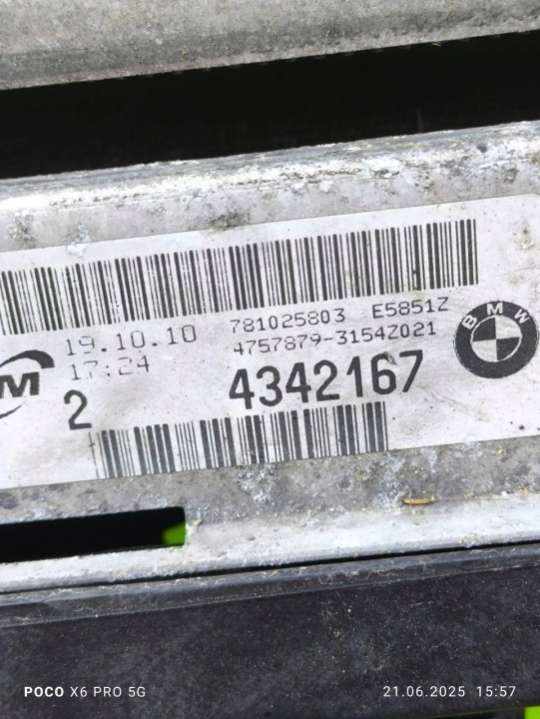 19.10.10 781025803 E5851Z
17:24 4757879-3154Z021
2 4342167
BMW
POCO X6 PRO 5G
21.06.2025 15:57